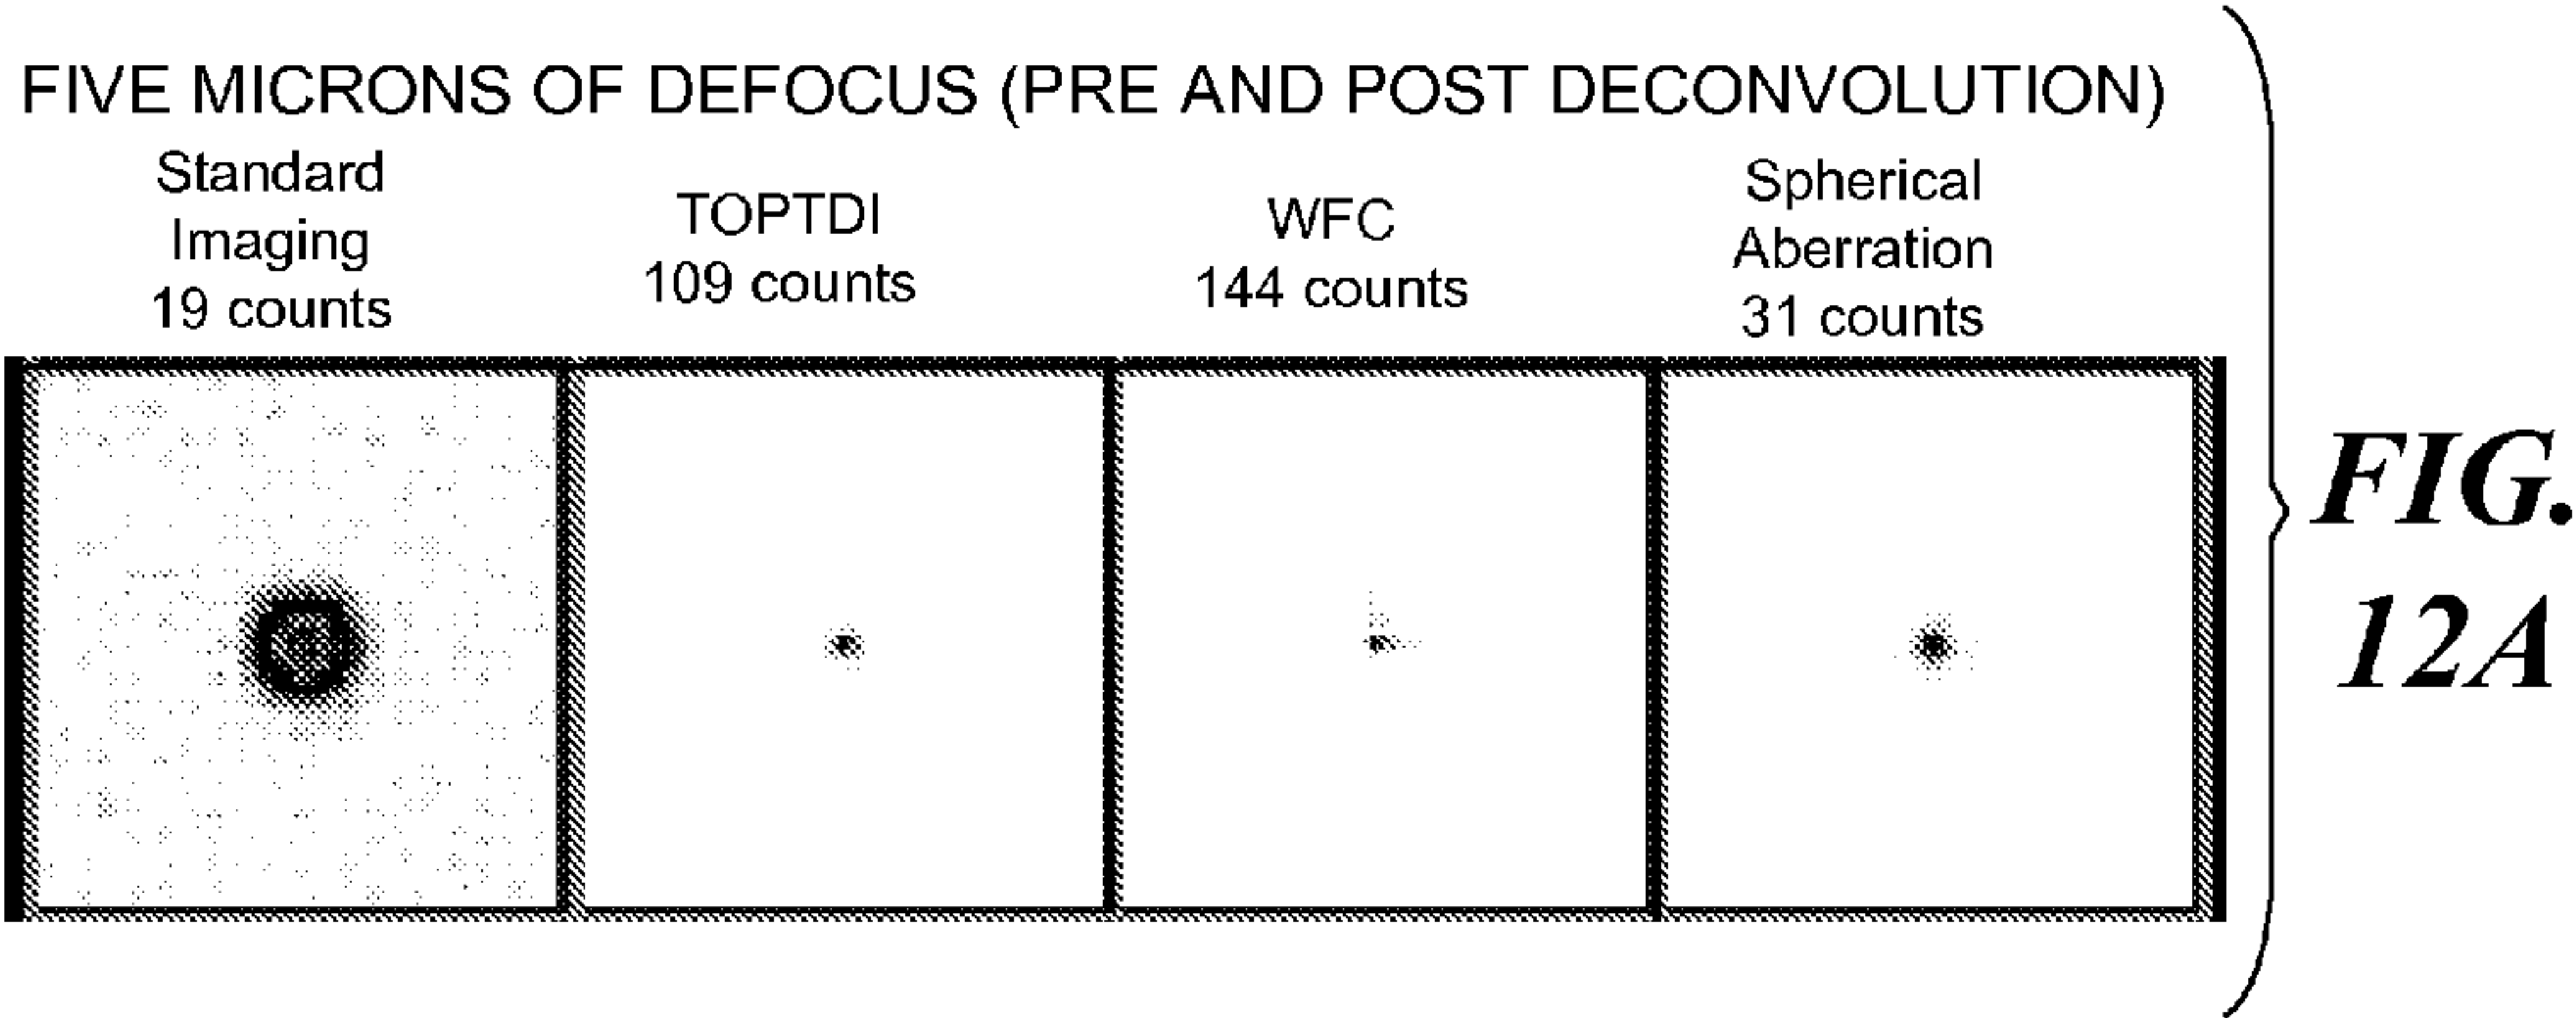 FIVE MICRONS OF DEFOCUS (PRE AND POST DECONVOLUTION)
Standard
Imaging
19 counts
TOPTDI
109 counts
WFC
144 counts
Spherical
Aberration
31 counts
FIG.
12A